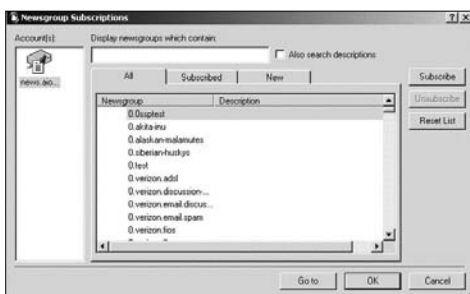 Newsgroup Subscriptions
Account(s):
Display newsgroups which contain:
Also search descriptions
news.aio...
All Subscribed New
Newsgroup Description
0.0ssptest
0.akita-inu
0.alaskan-malamutes
0.siberian-huskys
0.test
0.verizon.adsl
0.verizon.discussion-...
0.verizon.email.discus...
0.verizon.email.spam
0.verizon.fios
Subscribe
Unsubscribe
Reset List
Go to OK Cancel